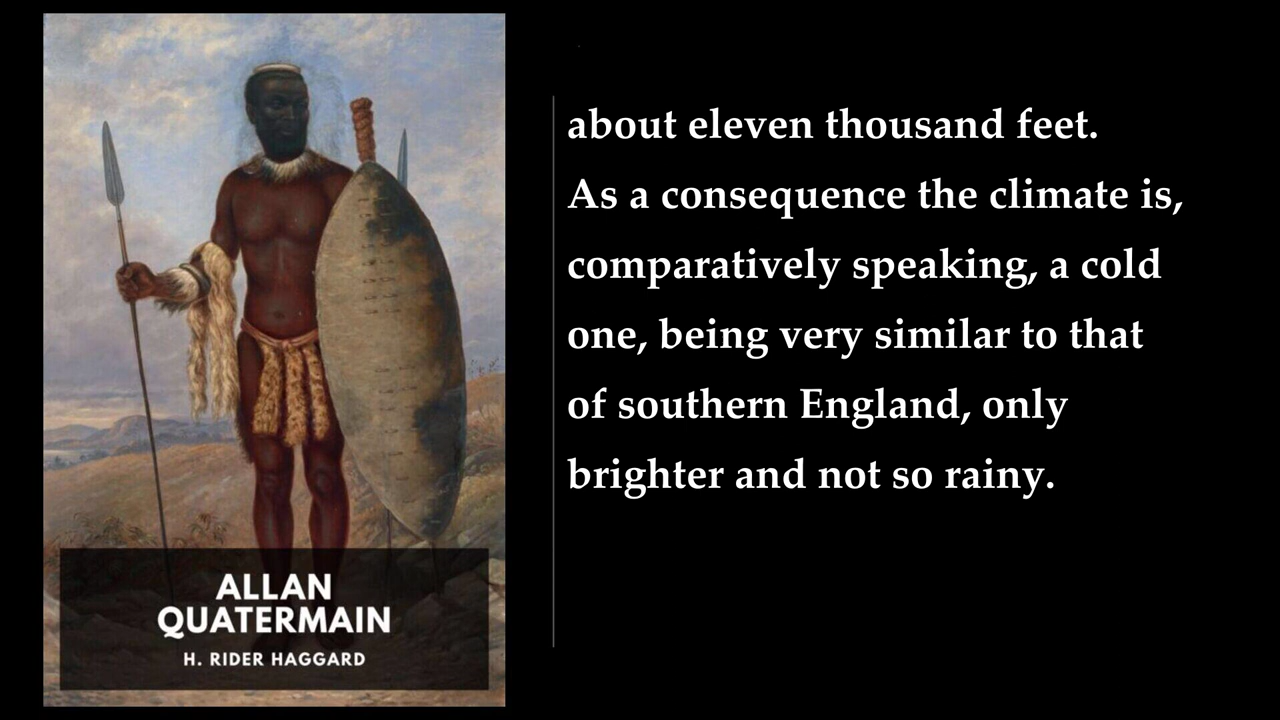 ALLAN
QUATERMAIN
H. RIDER HAGGARD
about eleven thousand feet.
As a consequence the climate is,
comparatively speaking, a cold
one, being very similar to that
of southern England, only
brighter and not so rainy.